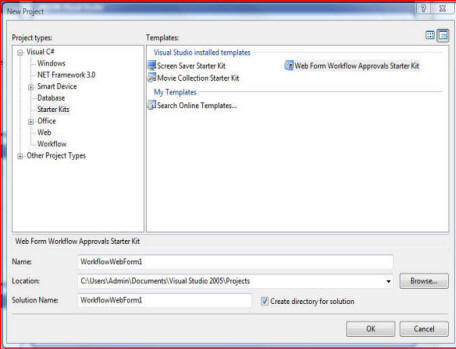 New Project
Project types:
Templates:
Visual C#
Windows
NET Framework 3.0
Smart Device
Database
Starter Kits
Office
Web
Workflow
Other Project Types
Visual Studio installed templates
Screen Saver Starter Kit
Web Form Workflow Approvals Starter Kit
Movie Collection Starter Kit
My Templates
Search Online Templates...
Web Form Workflow Approvals Starter Kit
Name: WorkflowWebForm1
Location: C:\Users\Admin\Documents\Visual Studio 2005\Projects Browse...
Solution Name: WorkflowWebForm1 Create directory for solution
OK Cancel